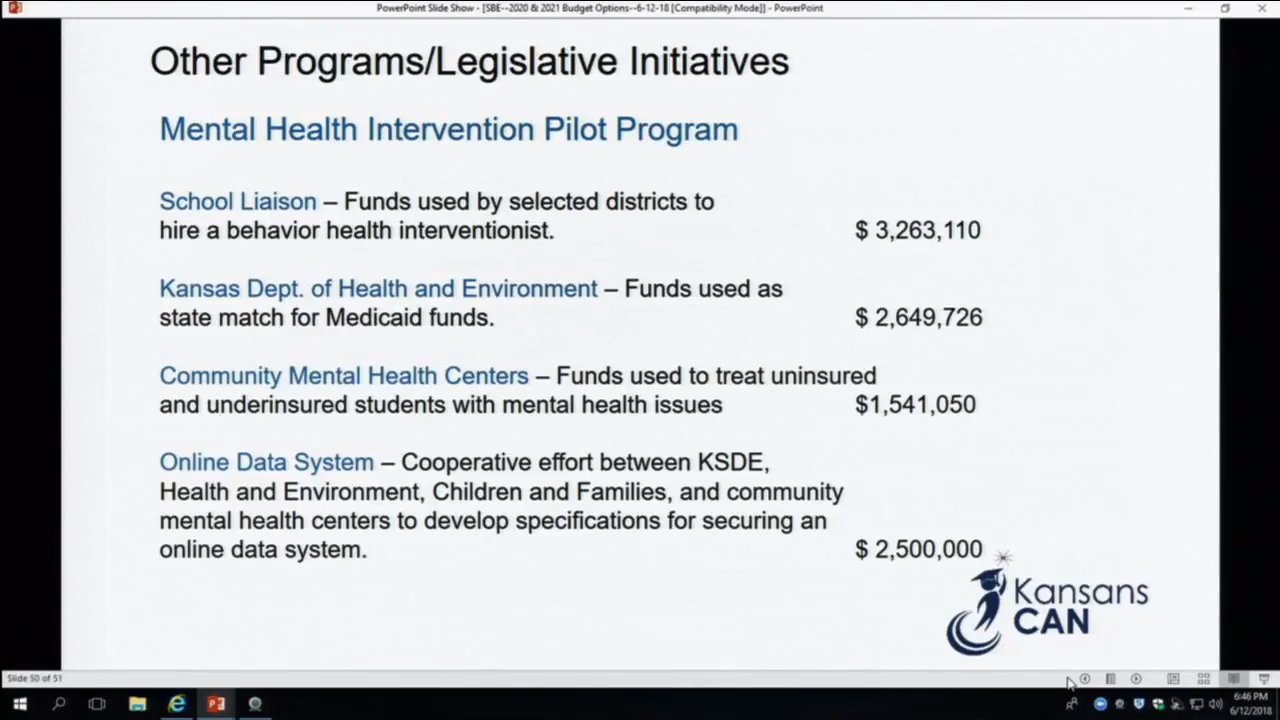 PowerPoint Slide Show - [SBE--2020 & 2021 Budget Options--6-12-18 [Compatibility Mode]] - PowerPoint
Other Programs/Legislative Initiatives
Mental Health Intervention Pilot Program
School Liaison – Funds used by selected districts to
hire a behavior health interventionist. $ 3,263,110
Kansas Dept. of Health and Environment – Funds used as
state match for Medicaid funds. $ 2,649,726
Community Mental Health Centers – Funds used to treat uninsured
and underinsured students with mental health issues $1,541,050
Online Data System – Cooperative effort between KSDE,
Health and Environment, Children and Families, and community
mental health centers to develop specifications for securing an
online data system. $ 2,500,000
Kansans
CAN
Slide 50 of 51
6:46 PM
6/12/2018